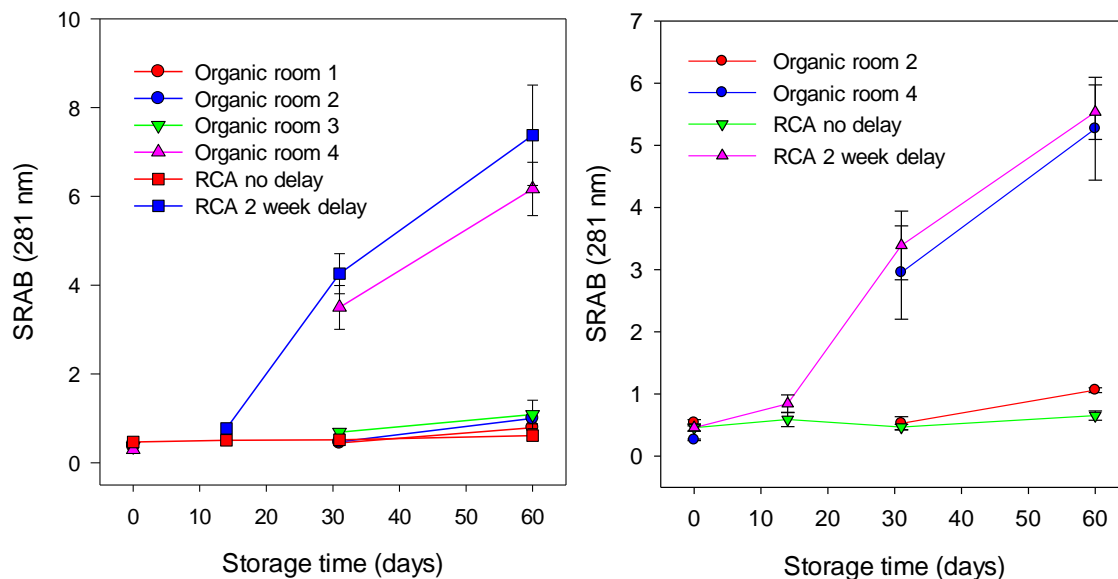 10
8
6
4
2
0
SRAB (281 nm)
Organic room 1
Organic room 2
Organic room 3
Organic room 4
RCA no delay
RCA 2 week delay
0 10 20 30 40 50 60
Storage time (days)
7
6
5
4
3
2
1
0
SRAB (281 nm)
Organic room 2
Organic room 4
RCA no delay
RCA 2 week delay
0 10 20 30 40 50 60
Storage time (days)